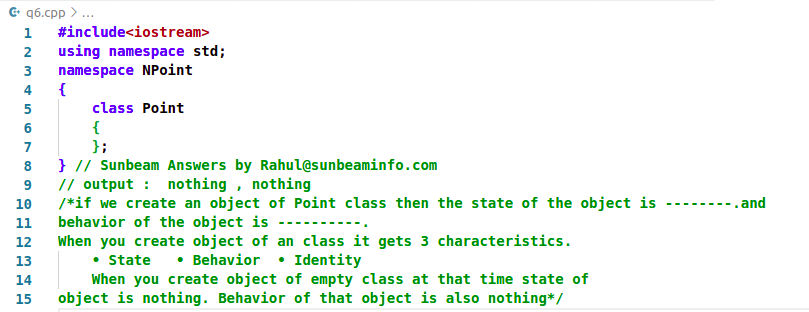 q6.cpp > ...
1 #include<iostream>
2 using namespace std;
3 namespace NPoint
4 {
5 class Point
6 {
7 };
8 } // Sunbeam Answers by Rahul@sunbeaminfo.com
9 // output :  nothing , nothing
10 /*if we create an object of Point class then the state of the object is --------.and
11 behavior of the object is ----------.
12 When you create object of an class it gets 3 characteristics.
13 • State • Behavior • Identity
14 When you create object of empty class at that time state of
15 object is nothing. Behavior of that object is also nothing*/